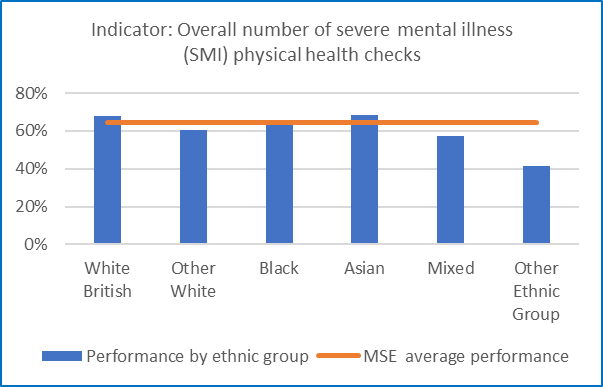 Indicator: Overall number of severe mental illness
(SMI) physical health checks
80%
60%
40%
20%
0%
White British
Other White
Black
Asian
Mixed
Other Ethnic Group
Performance by ethnic group
MSE average performance